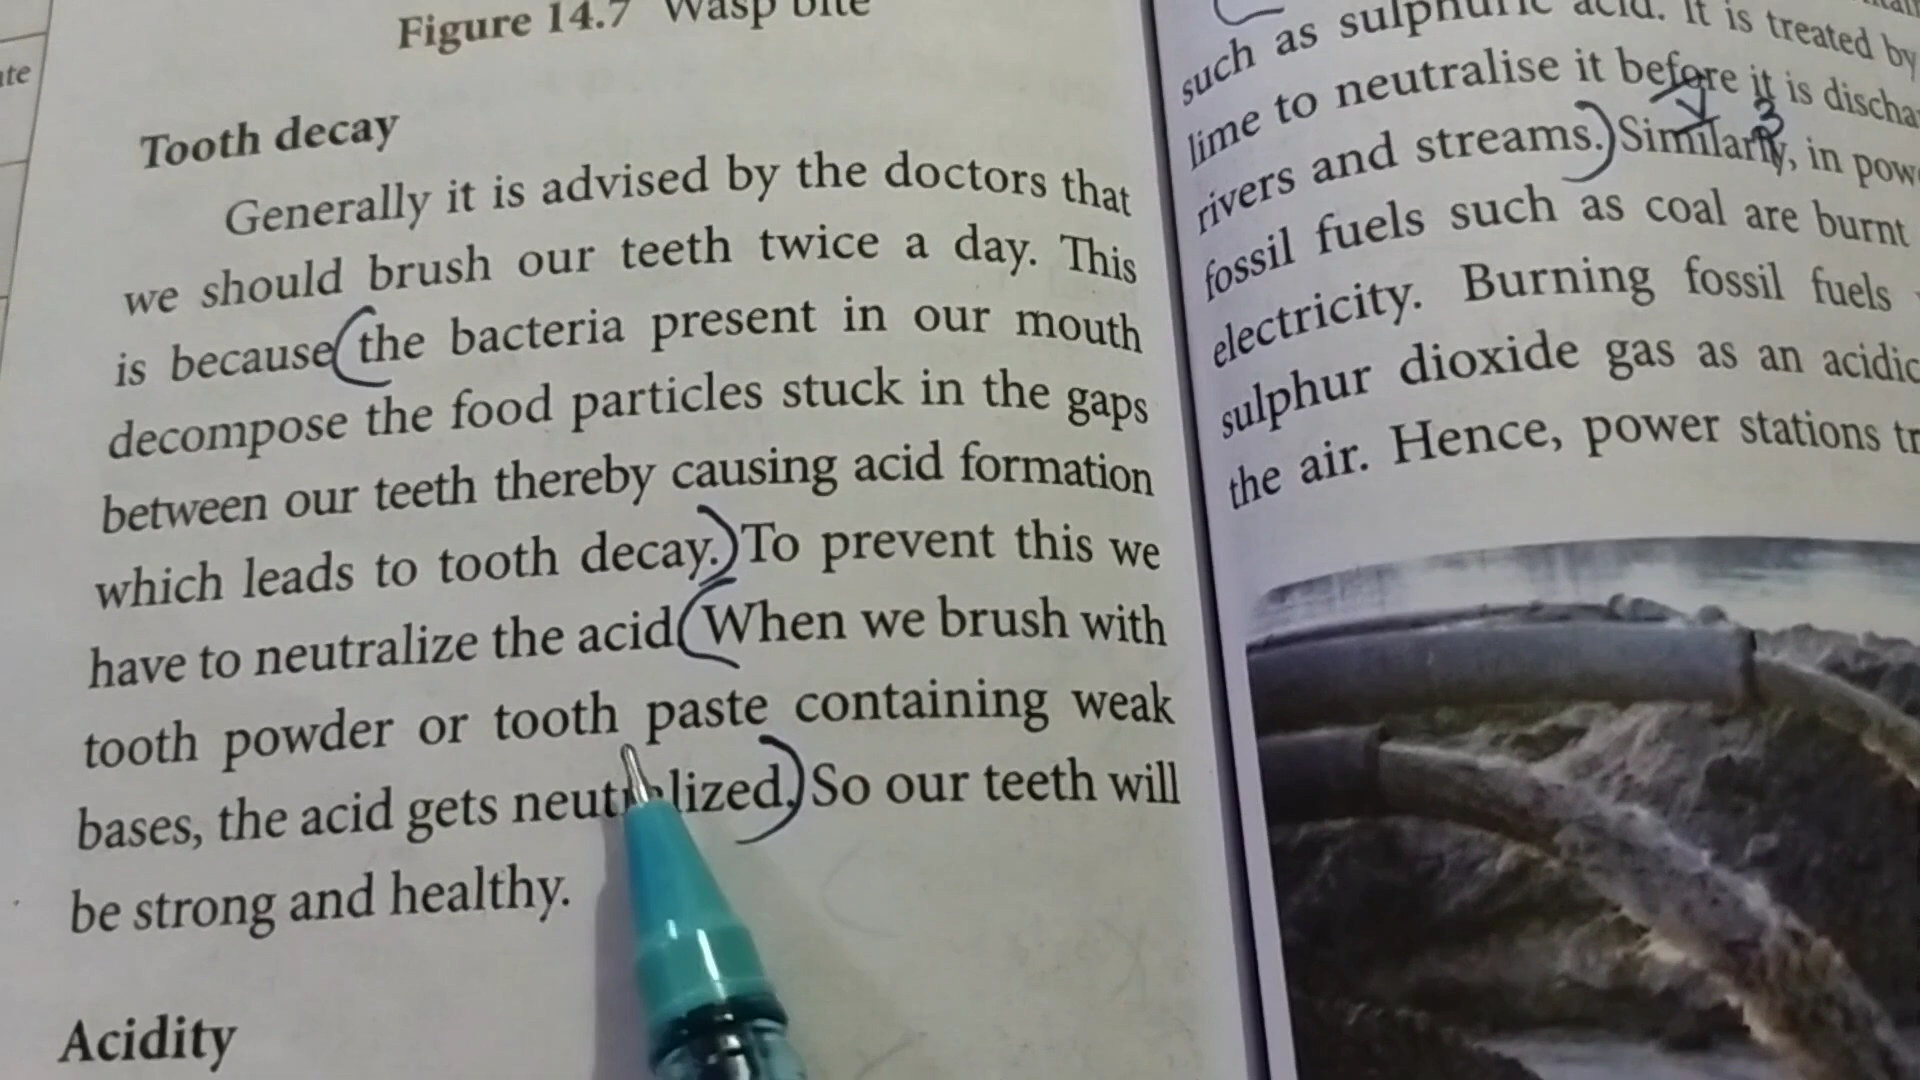 Figure 14.7 Wasp bite
Tooth decay
Generally it is advised by the doctors that
we should brush our teeth twice a day. This
is because (the bacteria present in our mouth
decompose the food particles stuck in the gaps
between our teeth thereby causing acid formation
which leads to tooth decay.) To prevent this we
have to neutralize the acid (When we brush with
tooth powder or tooth paste containing weak
bases, the acid gets neutralized.) So our teeth will
be strong and healthy.
Acidity
such as sulphuric acid. It is treated by
lime to neutralise it before it is
rivers and streams.) Similarly, in
fossil fuels such as coal are burnt
electricity. Burning fossil fuels
sulphur dioxide gas as an
the air. Hence, power stations